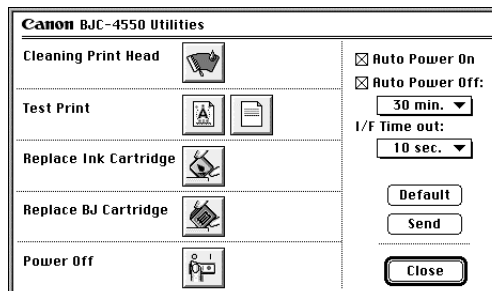 Canon BJC-4550 Utilities
Cleaning Print Head
Test Print
A
Replace Ink Cartridge
Replace BJ Cartridge
Power Off
Auto Power On
Auto Power Off:
30 min.
I/F Time out:
10 sec.
Default
Send
Close